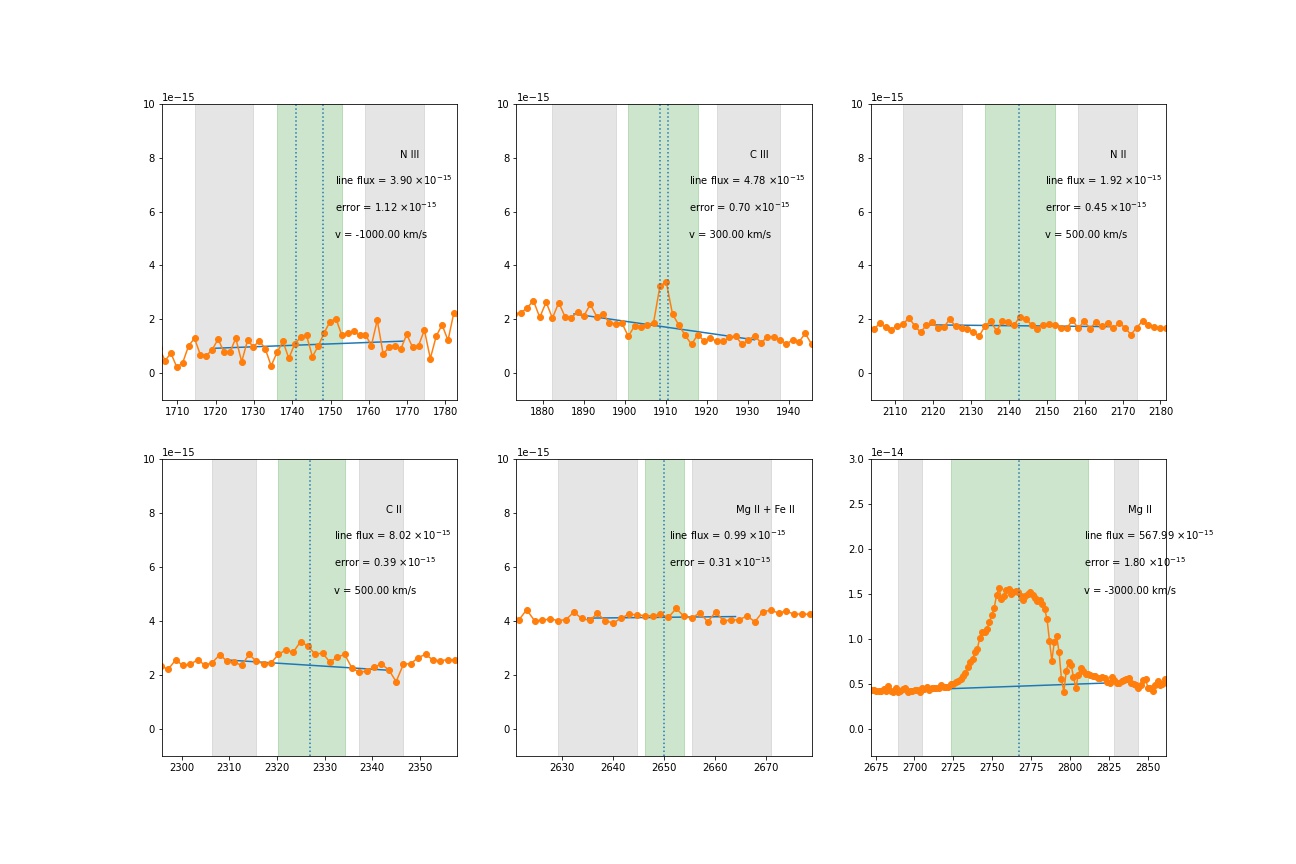 1e−15
10
8
6
4
2
0
N III
line flux = 3.90 ×10⁻¹⁵
error = 1.12 ×10⁻¹⁵
v = -1000.00 km/s
1710 1720 1730 1740 1750 1760 1770 1780
1e−15
10
8
6
4
2
0
C III
line flux = 4.78 ×10⁻¹⁵
error = 0.70 ×10⁻¹⁵
v = 300.00 km/s
1880 1890 1900 1910 1920 1930 1940
1e−15
10
8
6
4
2
0
N II
line flux = 1.92 ×10⁻¹⁵
error = 0.45 ×10⁻¹⁵
v = 500.00 km/s
2110 2120 2130 2140 2150 2160 2170 2180
1e−15
10
8
6
4
2
0
C II
line flux = 8.02 ×10⁻¹⁵
error = 0.39 ×10⁻¹⁵
v = 500.00 km/s
2300 2310 2320 2330 2340 2350
1e−15
10
8
6
4
2
0
Mg II + Fe II
line flux = 0.99 ×10⁻¹⁵
error = 0.31 ×10⁻¹⁵
2630 2640 2650 2660 2670
1e−14
3.0
2.5
2.0
1.5
1.0
0.5
0.0
Mg II
line flux = 567.99 ×10⁻¹⁵
error = 1.80 ×10⁻¹⁵
v = -3000.00 km/s
2675 2700 2725 2750 2775 2800 2825 2850